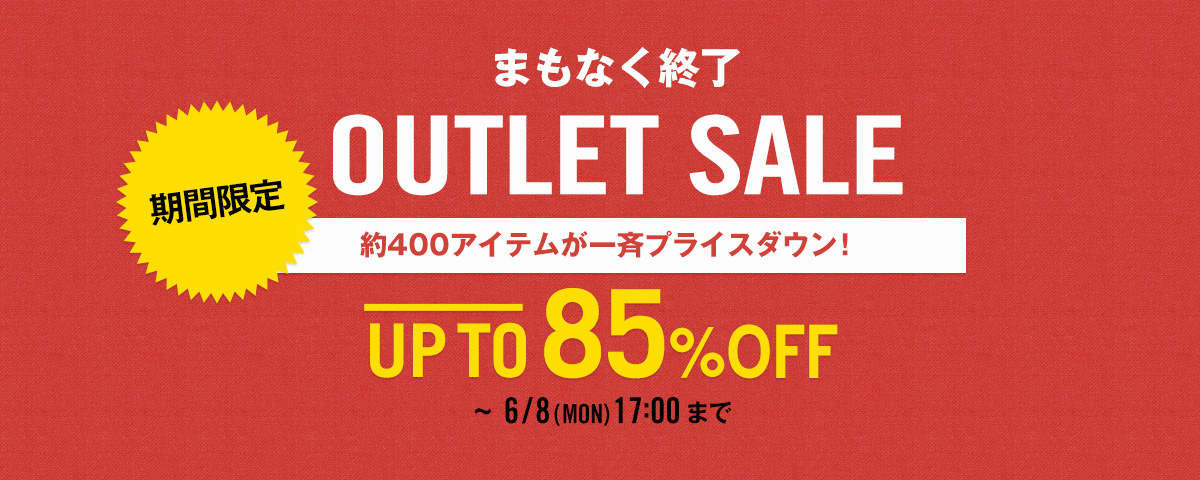 まもなく終了
OUTLET SALE
期間限定
約400アイテムが一斉プライスダウン!
UP TO 85%OFF
~ 6/8(MON)17:00まで